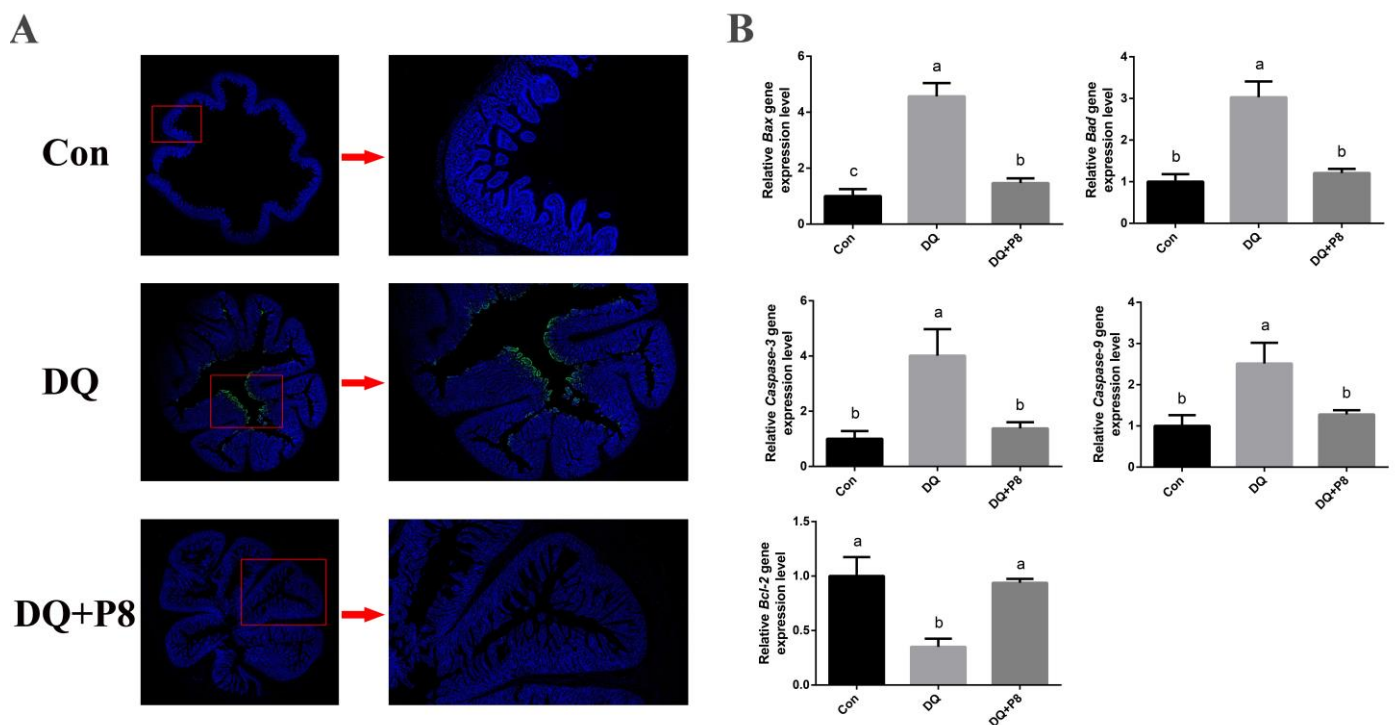 A
Con
DQ
DQ+P8
B
Relative Bax gene
expression level
6
4
2
0
c
a
b
Con
DQ
DQ+P8
Relative Bad gene
expression level
4
3
2
1
0
b
a
b
Con
DQ
DQ+P8
Relative Caspase-3 gene
expression level
6
4
2
0
b
a
b
Con
DQ
DQ+P8
Relative Caspase-9 gene
expression level
4
3
2
1
0
b
a
b
Con
DQ
DQ+P8
Relative Bcl-2 gene
expression level
1.5
1.0
0.5
0.0
a
b
a
Con
DQ
DQ+P8